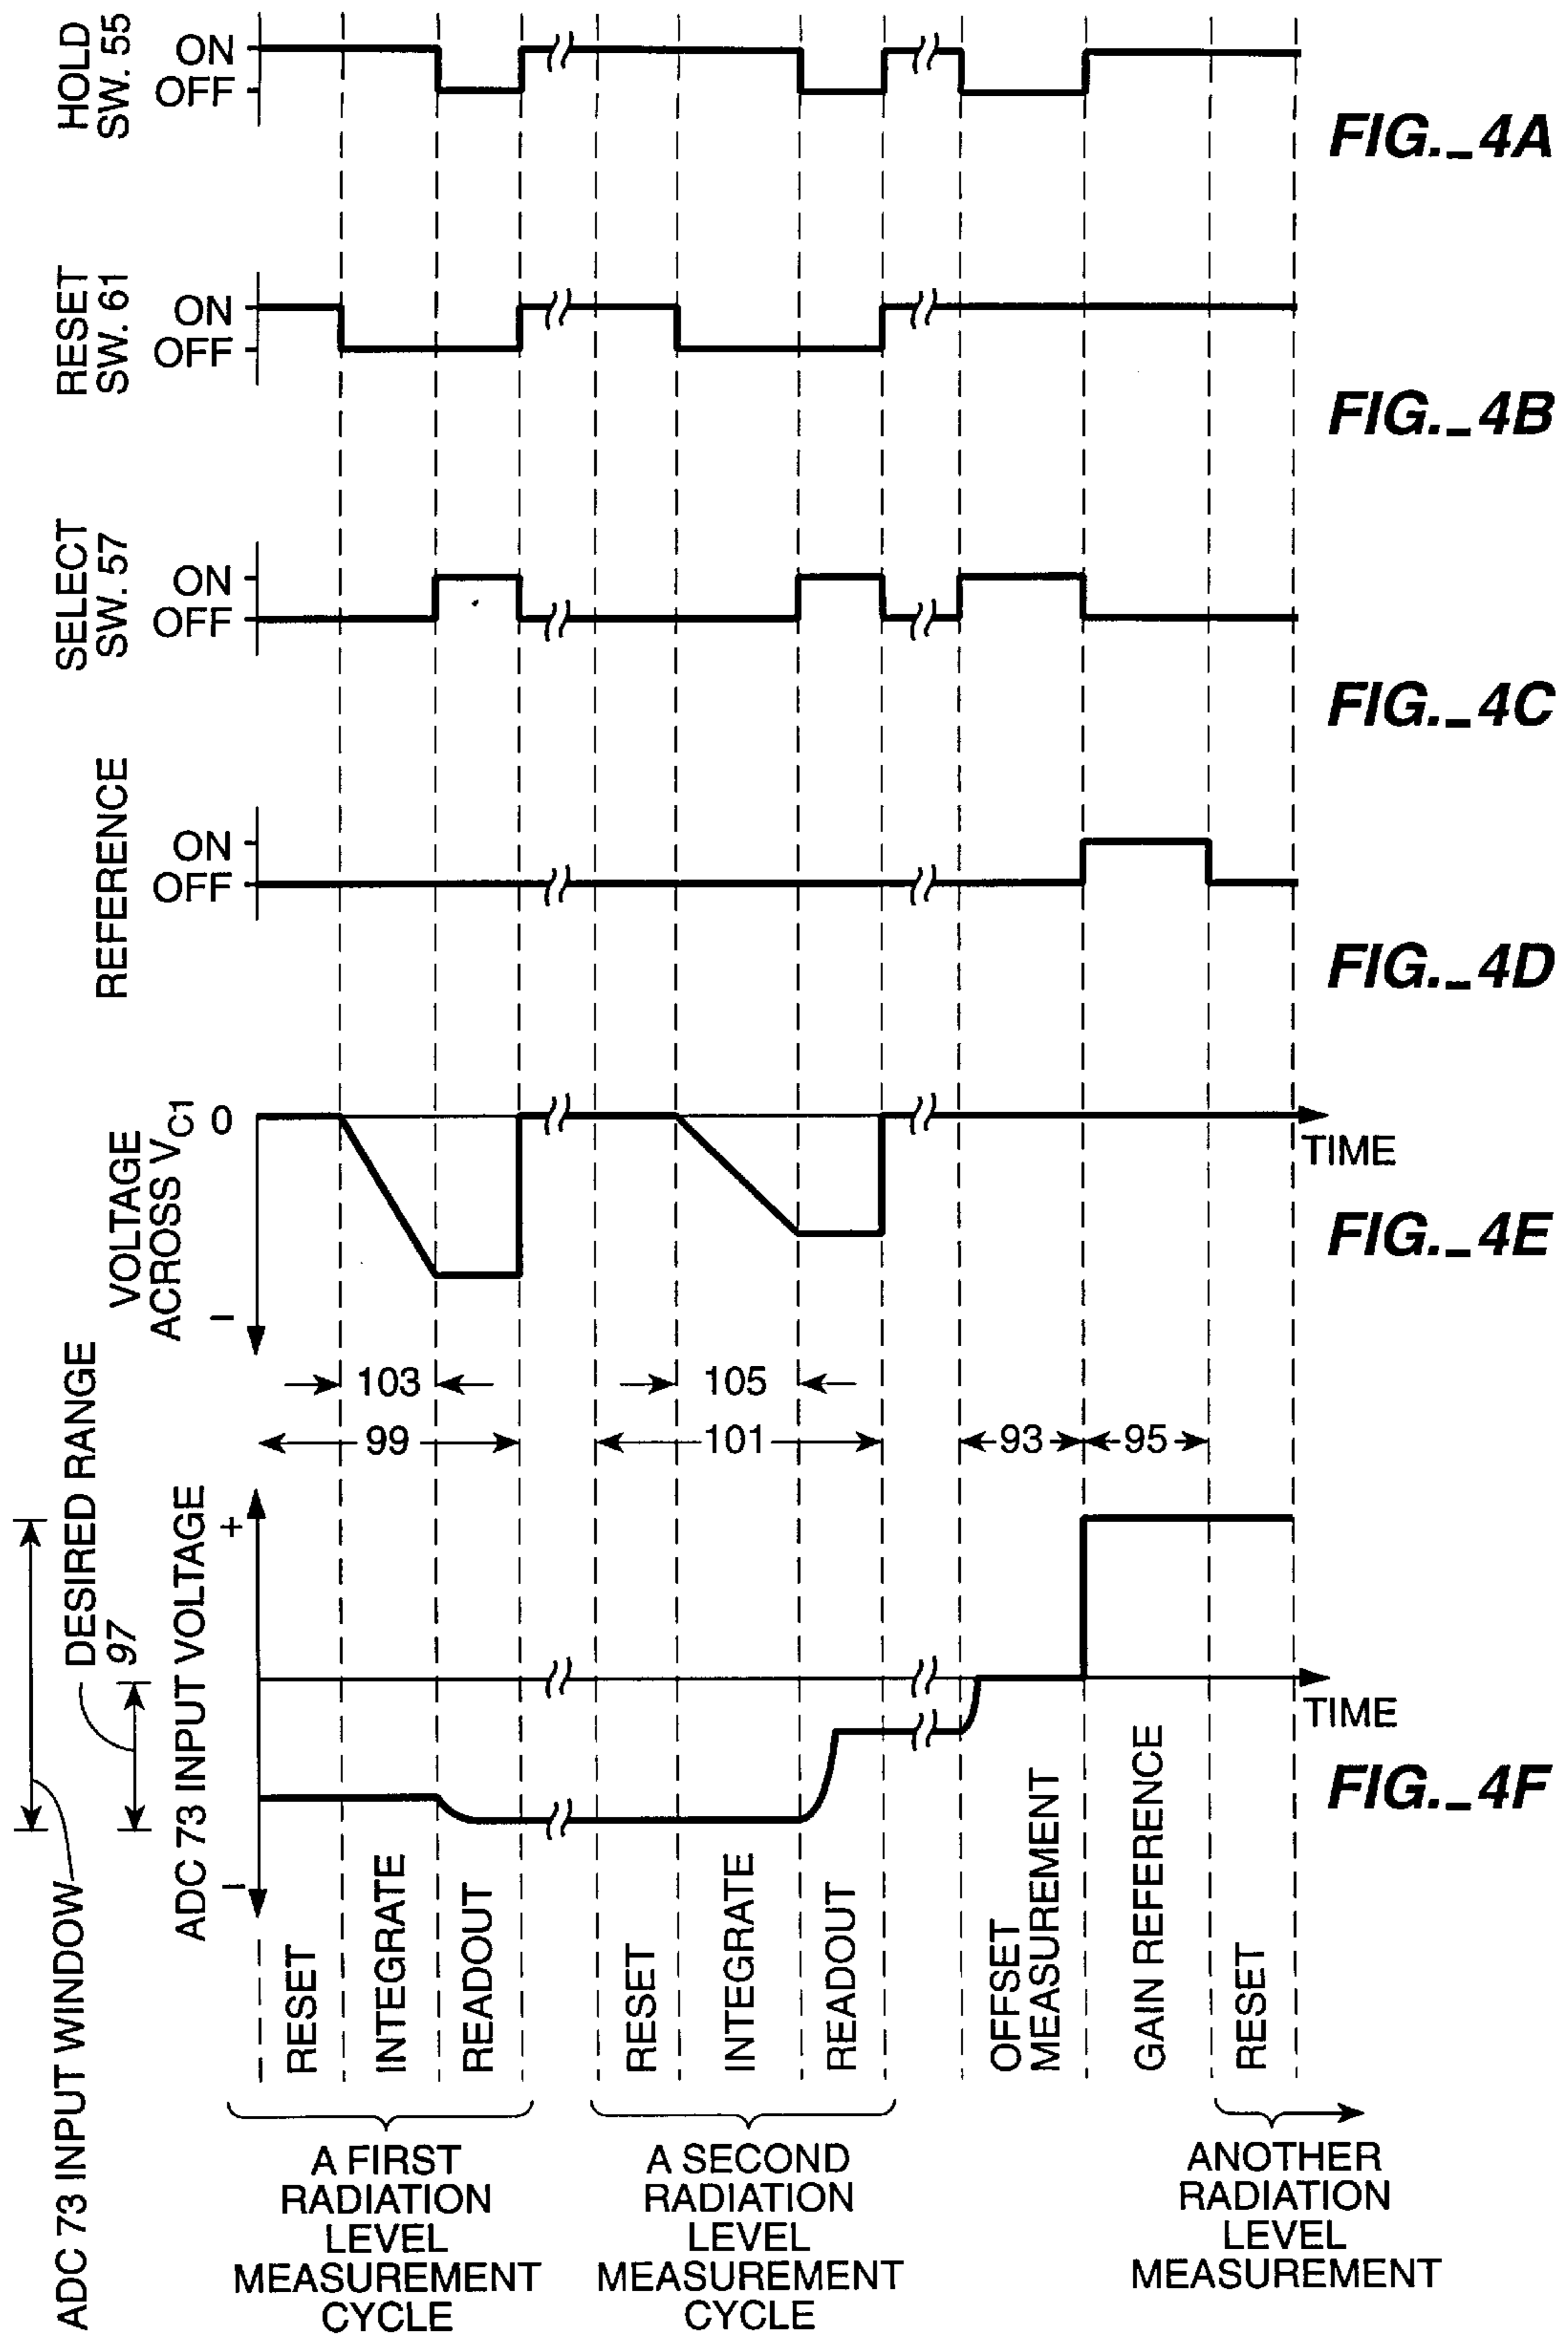 HOLD
SW. 55
ON
OFF
FIG._4A
RESET
SW. 61
ON
OFF
FIG._4B
SELECT
SW. 57
ON
OFF
FIG._4C
REFERENCE
ON
OFF
FIG._4D
VOLTAGE
ACROSS VC1
0
–
TIME
FIG._4E
103
105
99
101
93
95
ADC 73 INPUT WINDOW
DESIRED RANGE
97
ADC 73 INPUT VOLTAGE
+
–
TIME
FIG._4F
RESET
INTEGRATE
READOUT
RESET
INTEGRATE
READOUT
OFFSET
MEASUREMENT
GAIN REFERENCE
RESET
A FIRST
RADIATION
LEVEL
MEASUREMENT
CYCLE
A SECOND
RADIATION
LEVEL
MEASUREMENT
CYCLE
ANOTHER
RADIATION
LEVEL
MEASUREMENT